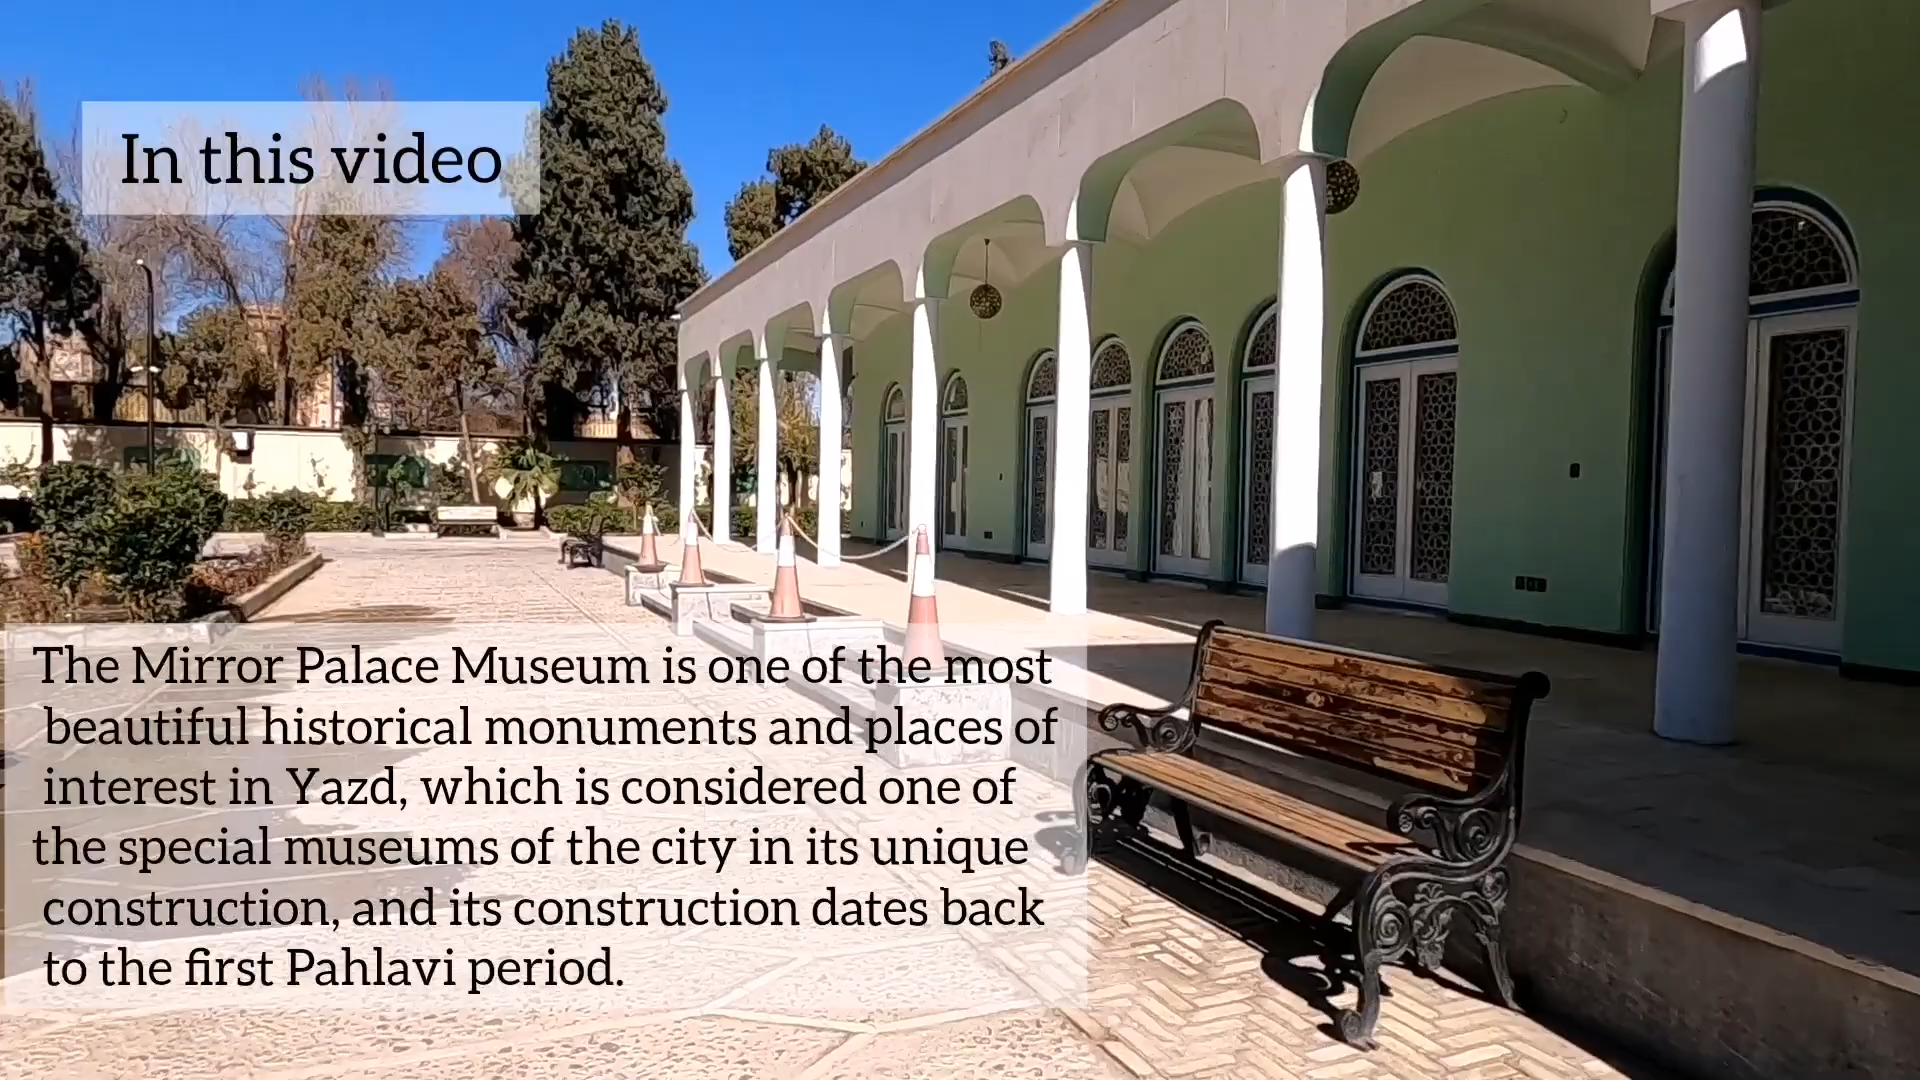 In this video
The Mirror Palace Museum is one of the most
beautiful historical monuments and places of
interest in Yazd, which is considered one of
the special museums of the city in its unique
construction, and its construction dates back
to the first Pahlavi period.